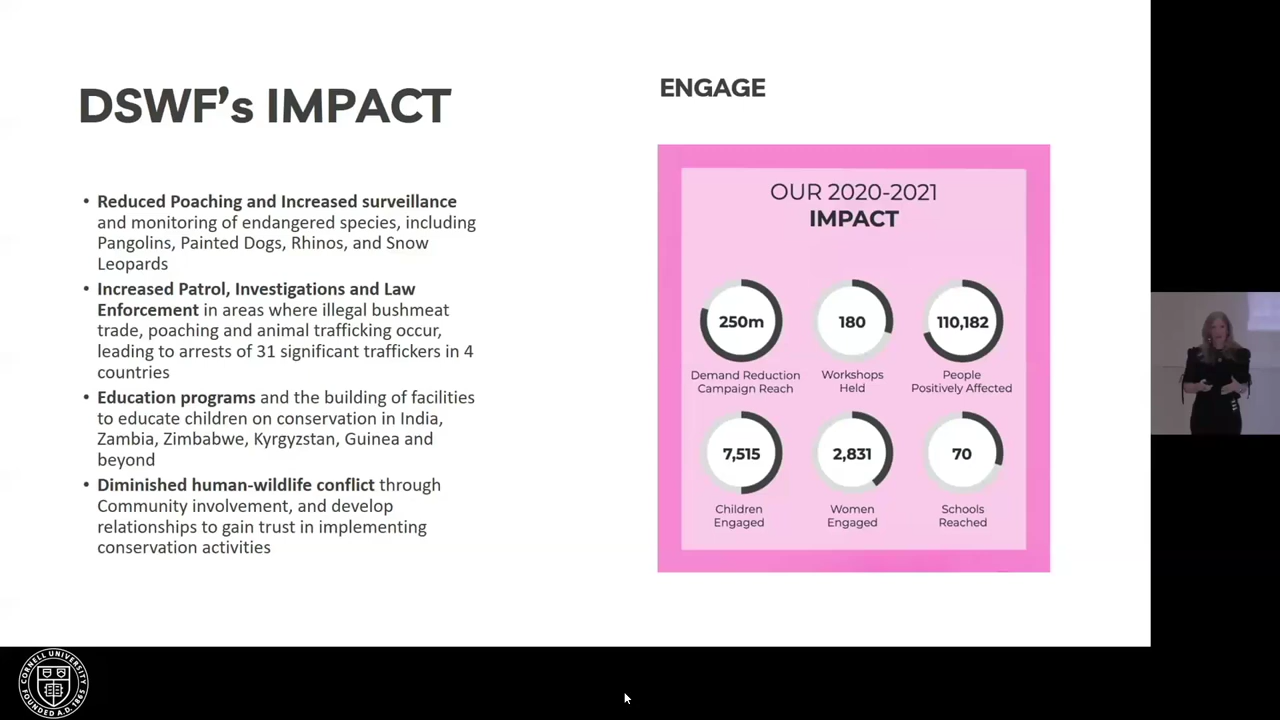 DSWF's IMPACT
• Reduced Poaching and Increased surveillance
and monitoring of endangered species, including
Pangolins, Painted Dogs, Rhinos, and Snow
Leopards
• Increased Patrol, Investigations and Law
Enforcement in areas where illegal bushmeat
trade, poaching and animal trafficking occur,
leading to arrests of 31 significant traffickers in 4
countries
• Education programs and the building of facilities
to educate children on conservation in India,
Zambia, Zimbabwe, Kyrgyzstan, Guinea and
beyond
• Diminished human-wildlife conflict through
Community involvement, and develop
relationships to gain trust in implementing
conservation activities
ENGAGE
OUR 2020-2021
IMPACT
250m
Demand Reduction
Campaign Reach
180
Workshops
Held
110,182
People
Positively Affected
7,515
Children
Engaged
2,831
Women
Engaged
70
Schools
Reached
CORNELL UNIVERSITY
FOUNDED A.D. 1865